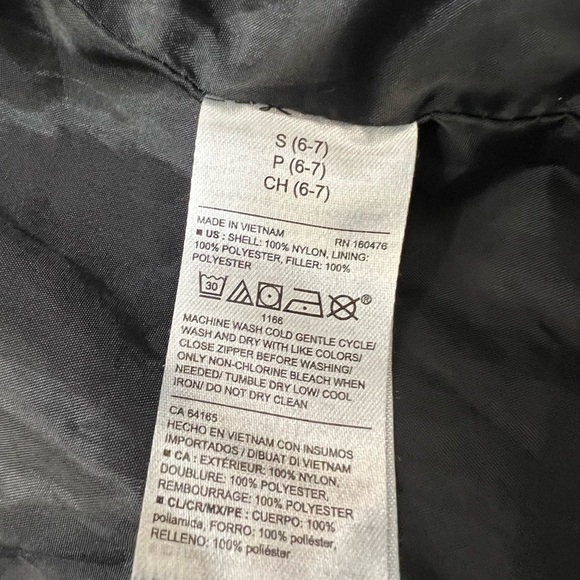 S (6-7)
P (6-7)
CH (6-7)
MADE IN VIETNAM RN 160476
■ US : SHELL: 100% NYLON, LINING:
100% POLYESTER, FILLER: 100%
POLYESTER
30 ®
1166
MACHINE WASH COLD GENTLE CYCLE/
WASH AND DRY WITH LIKE COLORS/
CLOSE ZIPPER BEFORE WASHING/
ONLY NON-CHLORINE BLEACH WHEN
NEEDED/ TUMBLE DRY LOW/ COOL
IRON/ DO NOT DRY CLEAN
CA 64165
HECHO EN VIETNAM CON INSUMOS
IMPORTADOS / DIBUAT DI VIETNAM
■ CA : EXTÉRIEUR: 100% NYLON,
DOUBLURE: 100% POLYESTER,
REMBOURRAGE: 100% POLYESTER
■ CL/CR/MX/PE : CUERPO: 100%
poliamida, FORRO: 100% poliéster,
RELLENO: 100% poliéster